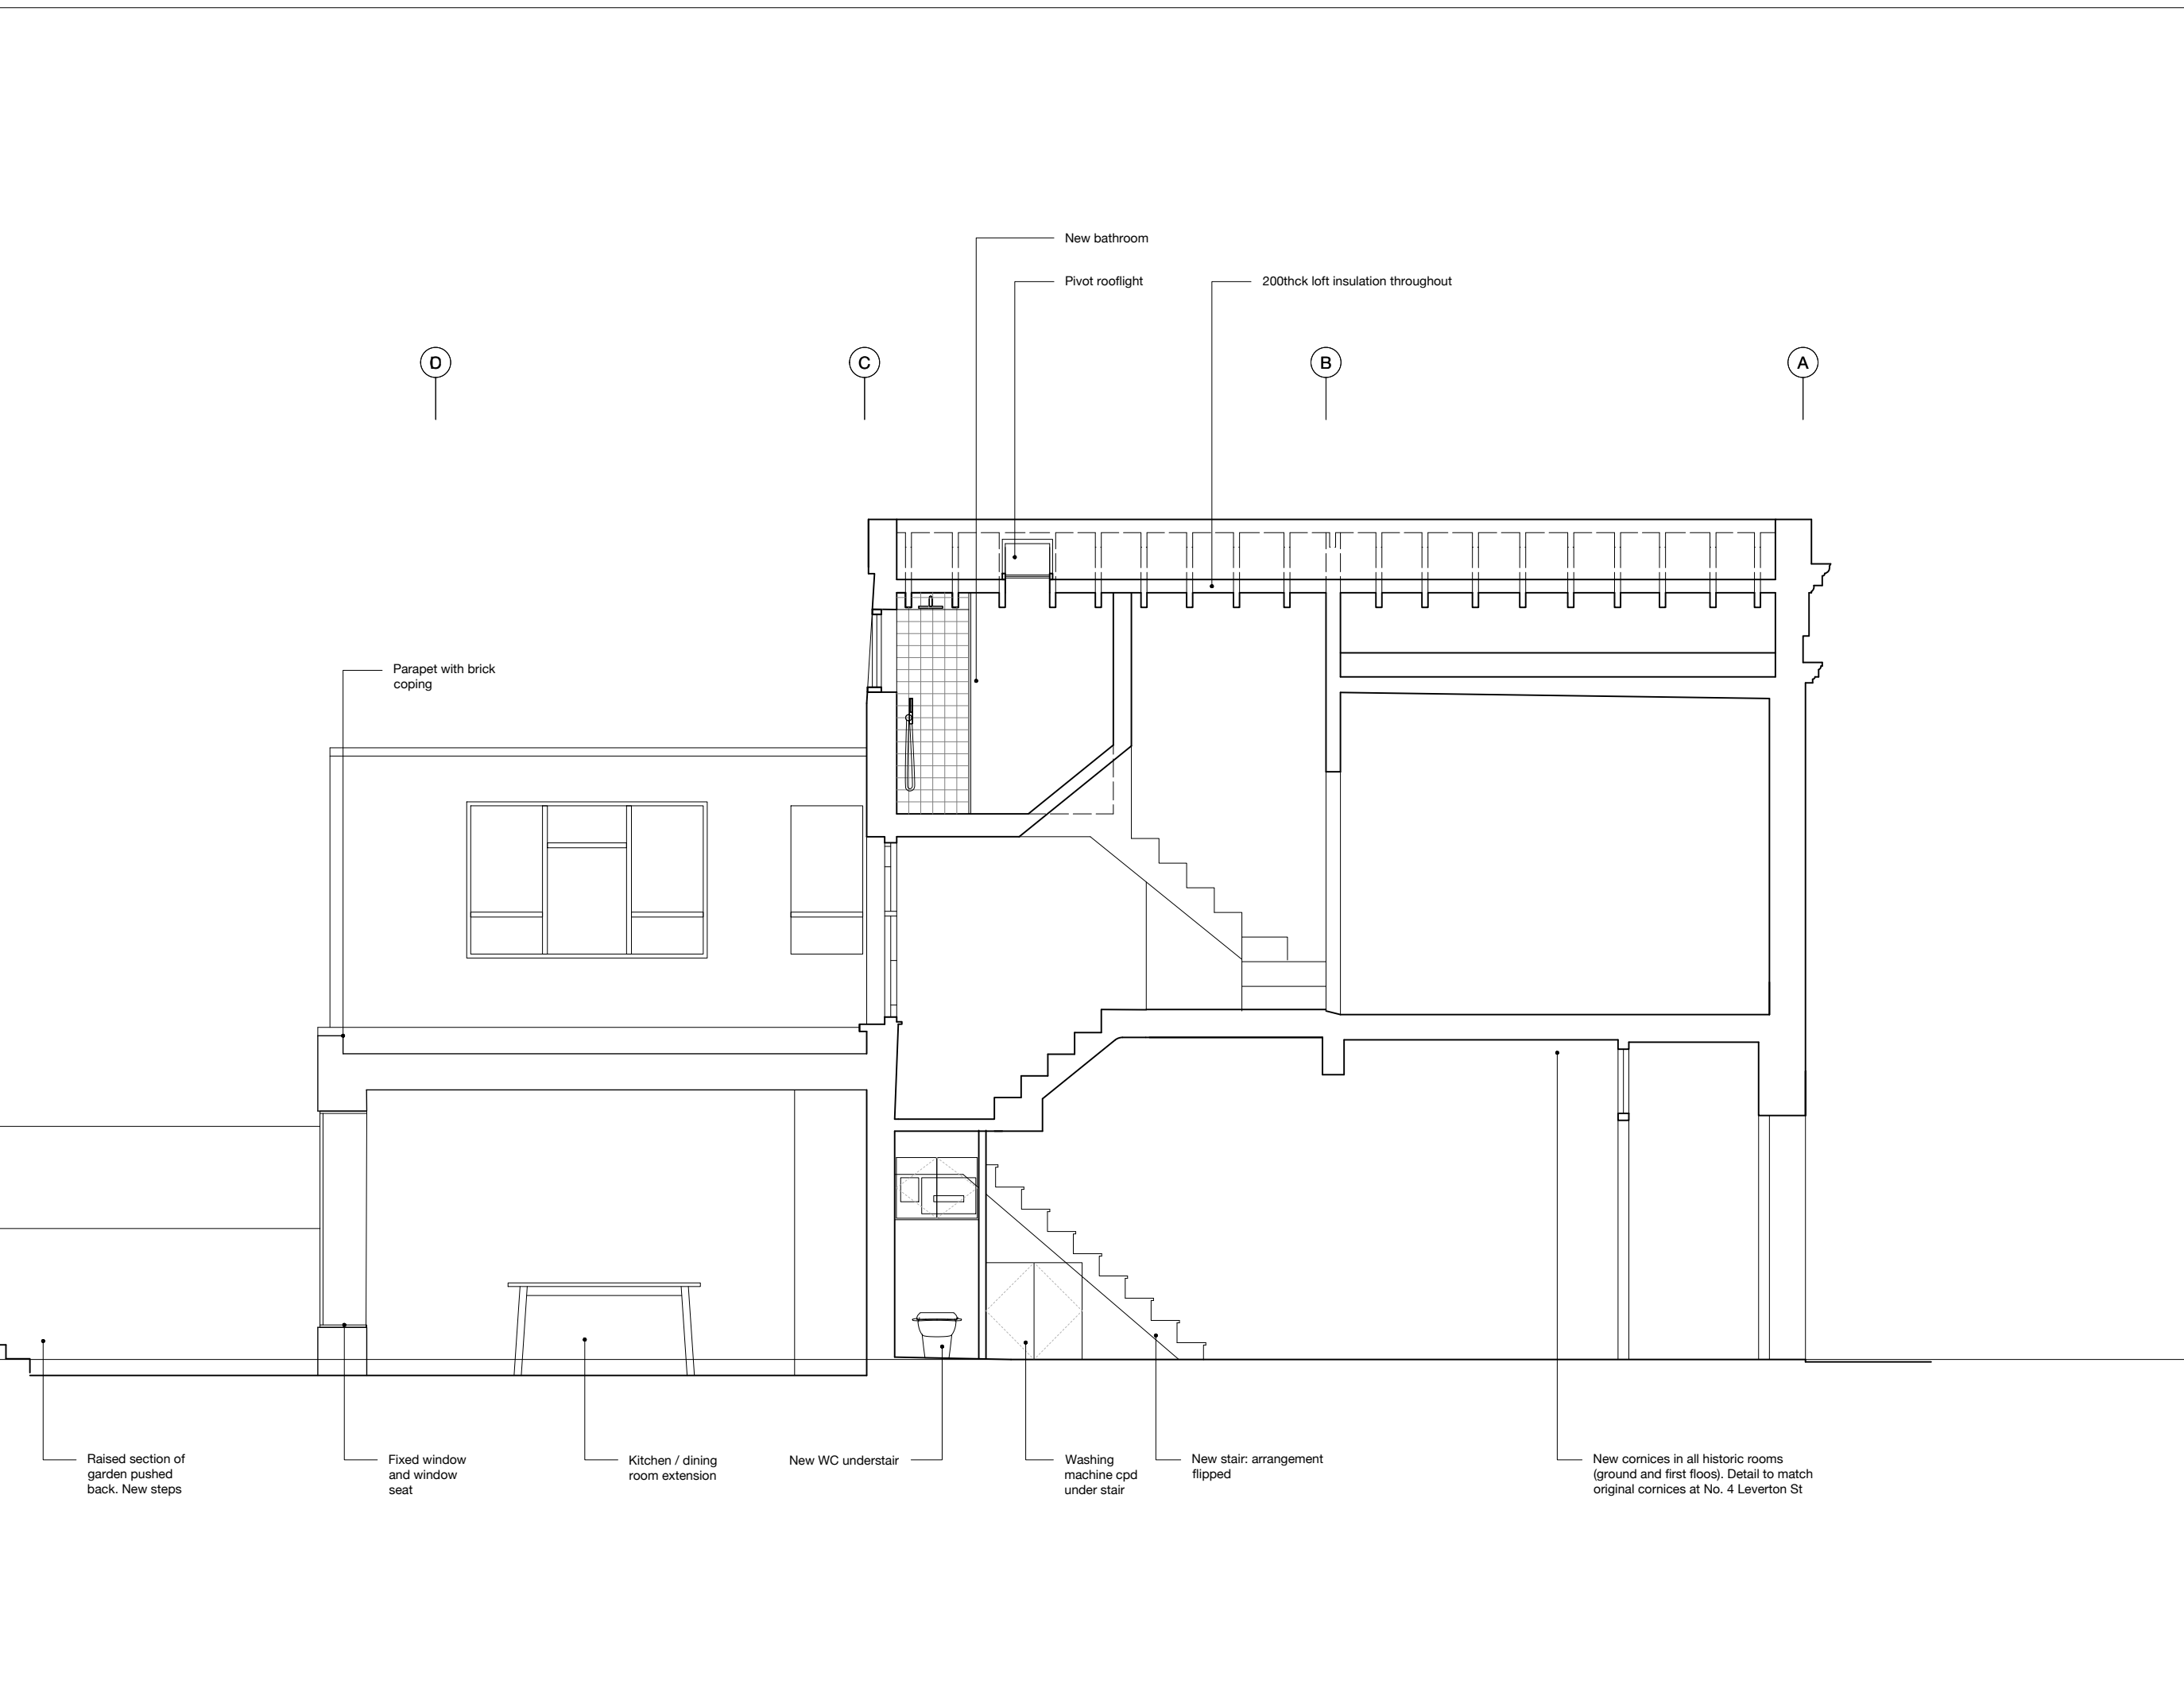 New bathroom
Pivot rooflight
200thck loft insulation throughout
D
C
B
A
Parapet with brick
coping
Raised section of
garden pushed
back. New steps
Fixed window
and window
seat
Kitchen / dining
room extension
New WC understair
Washing
machine cpd
under stair
New stair: arrangement
flipped
New cornices in all historic rooms
(ground and first floos). Detail to match
original cornices at No. 4 Leverton St